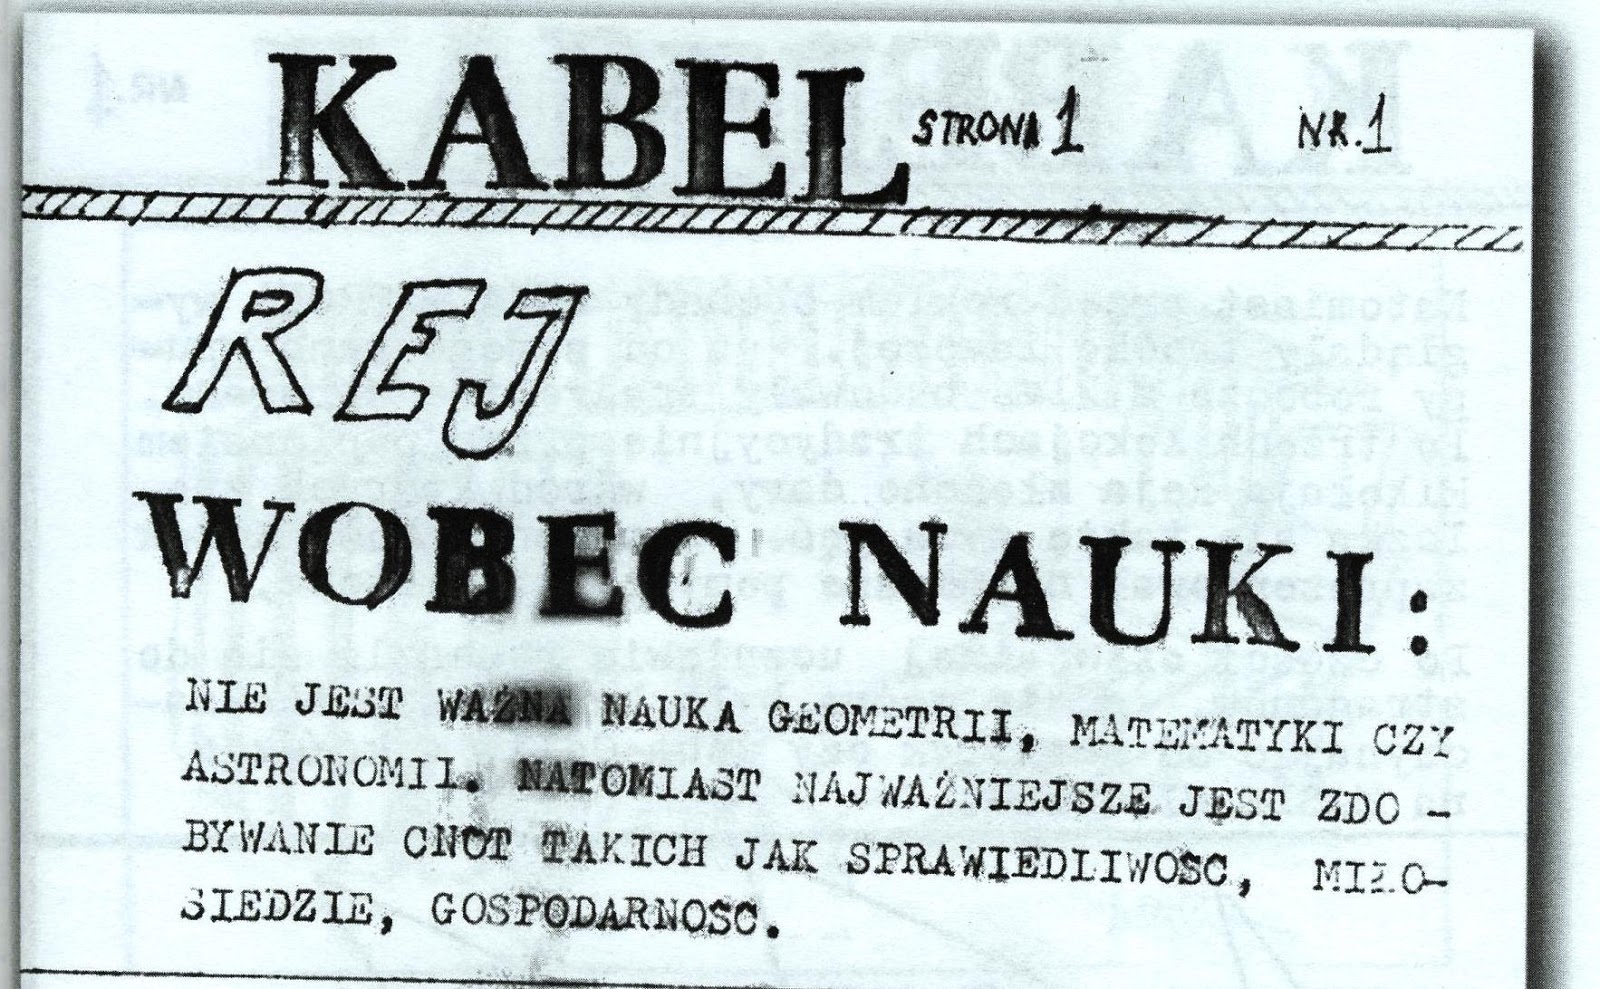 KABEL STRONA 1 NR.1
REJ
WOBEC NAUKI:
NIE JEST WAŻNA NAUKA GEOMETRII, MATEMATYKI CZY
ASTRONOMII. NATOMIAST NAJWAŻNIEJSZE JEST ZDO -
BYWANIE CNOT TAKICH JAK SPRAWIEDLIWOSC, MIŁO-
SIEDZIE, GOSPODARNOSC.